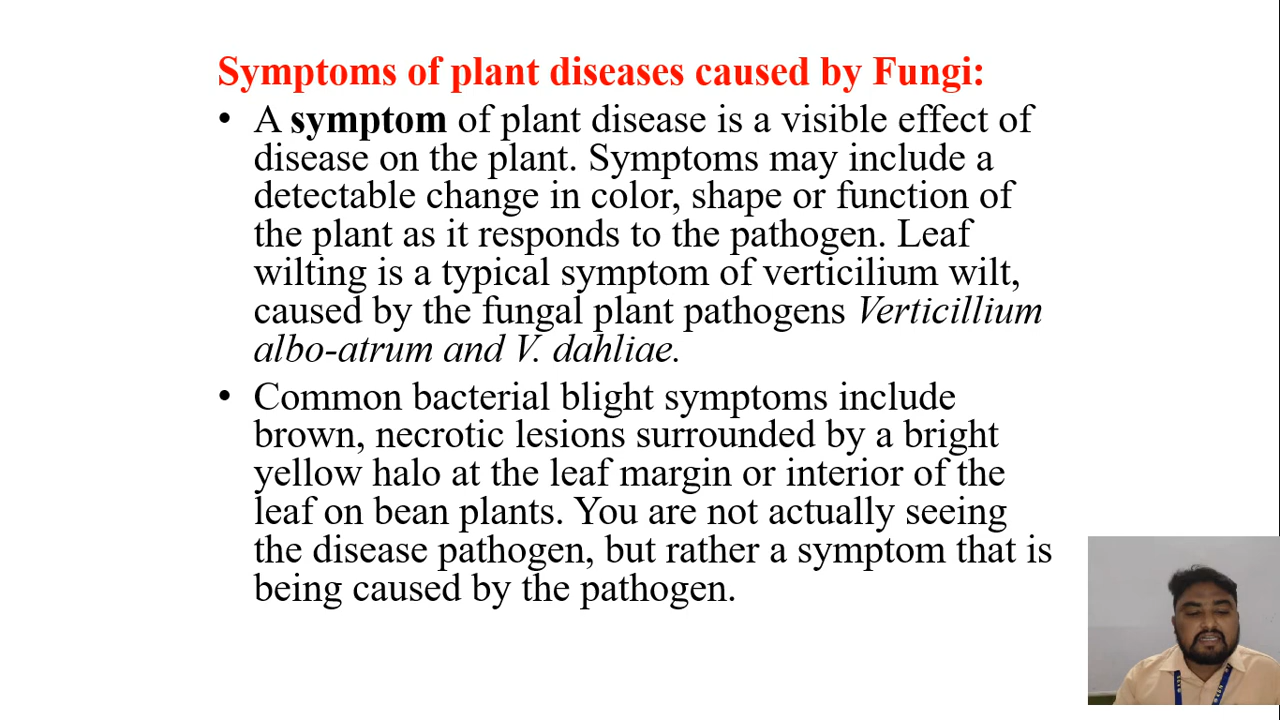 Symptoms of plant diseases caused by Fungi:
• A symptom of plant disease is a visible effect of
disease on the plant. Symptoms may include a
detectable change in color, shape or function of
the plant as it responds to the pathogen. Leaf
wilting is a typical symptom of verticilium wilt,
caused by the fungal plant pathogens Verticillium
albo-atrum and V. dahliae.
• Common bacterial blight symptoms include
brown, necrotic lesions surrounded by a bright
yellow halo at the leaf margin or interior of the
leaf on bean plants. You are not actually seeing
the disease pathogen, but rather a symptom that is
being caused by the pathogen.